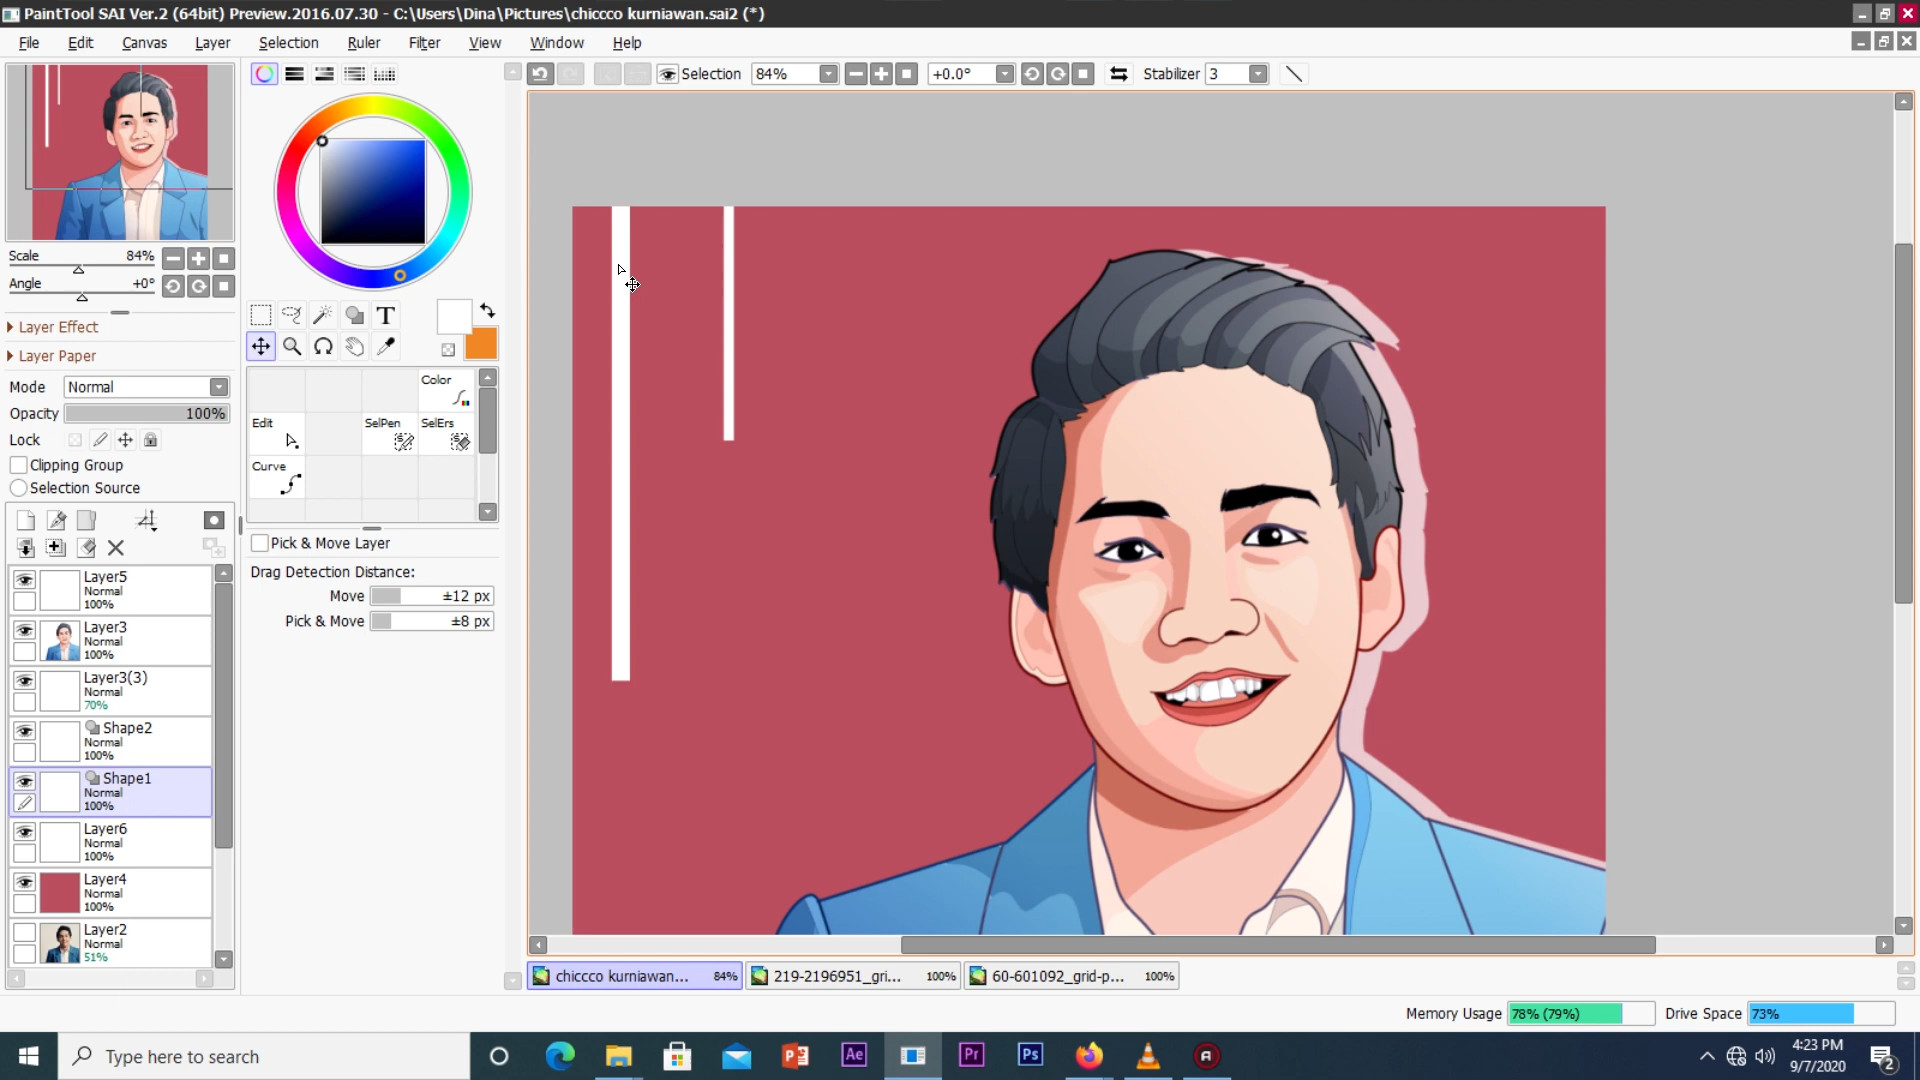 PaintTool SAI Ver.2 (64bit) Preview.2016.07.30 - C:\Users\Dina\Pictures\chiccco kurniawan.sai2 (*)
File Edit Canvas Layer Selection Ruler Filter View Window Help
Selection 84% +0.0° Stabilizer 3
Scale 84%
Angle +0°
Layer Effect
Layer Paper
Mode Normal
Opacity 100%
Lock
Clipping Group
Selection Source
Layer5
Normal
100%
Layer3
Normal
100%
Layer3(3)
Normal
70%
Shape2
Normal
100%
Shape1
Normal
100%
Layer6
Normal
100%
Layer4
Normal
100%
Layer2
Normal
51%
T
Color
Edit SelPen SelErs
Curve
Pick & Move Layer
Drag Detection Distance:
Move ±12 px
Pick & Move ±8 px
chiccco kurniawan... 84% 219-2196951_gri... 100% 60-601092_grid-p... 100%
Memory Usage 78% (79%) Drive Space 73%
Type here to search
Ae Pr Ps
4:23 PM
9/7/2020
2